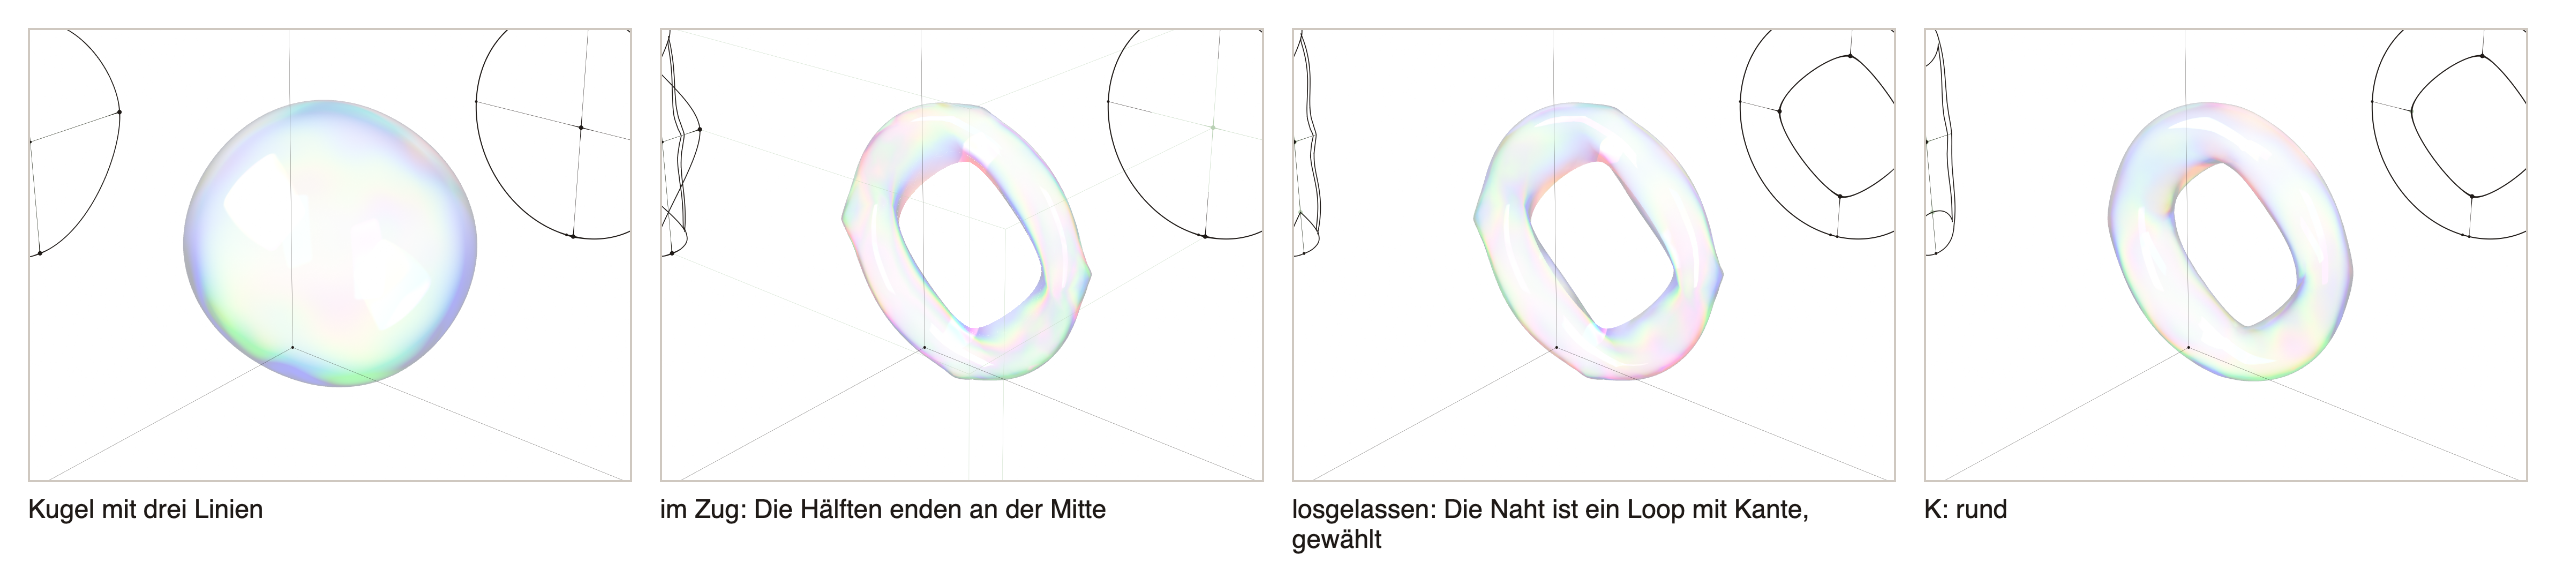 Kugel mit drei Linien
im Zug: Die Hälften enden an der Mitte
losgelassen: Die Naht ist ein Loop mit Kante,
gewählt
K: rund